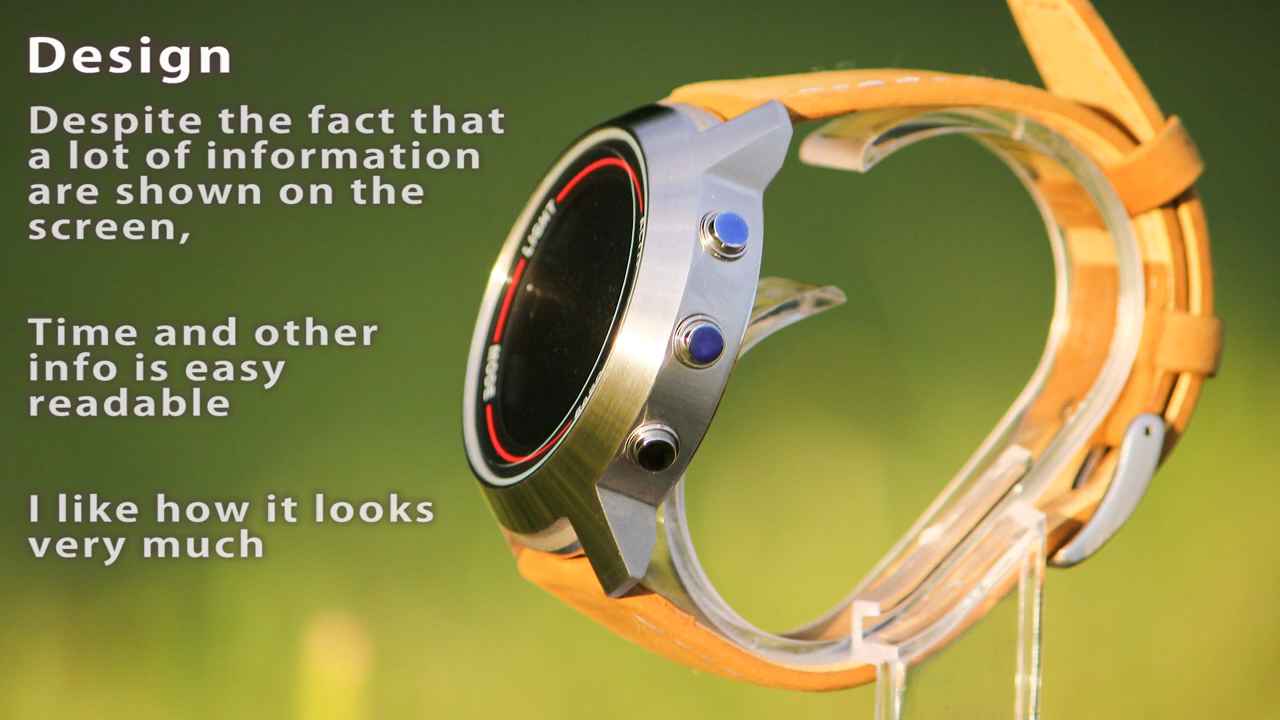 Design
Despite the fact that
a lot of information
are shown on the
screen,
Time and other
info is easy
readable
I like how it looks
very much
LIGHT
MODE